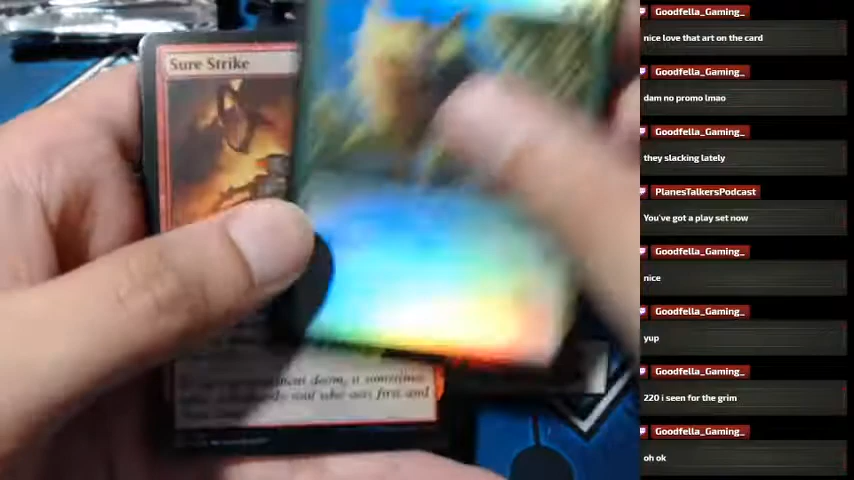 Sure Strike
Goodfella_Gaming_
nice love that art on the card
Goodfella_Gaming_
dam no promo lmao
Goodfella_Gaming_
they slacking lately
PlanesTalkersPodcast
You've got a play set now
Goodfella_Gaming_
nice
Goodfella_Gaming_
yup
Goodfella_Gaming_
220 i seen for the grim
Goodfella_Gaming_
oh ok